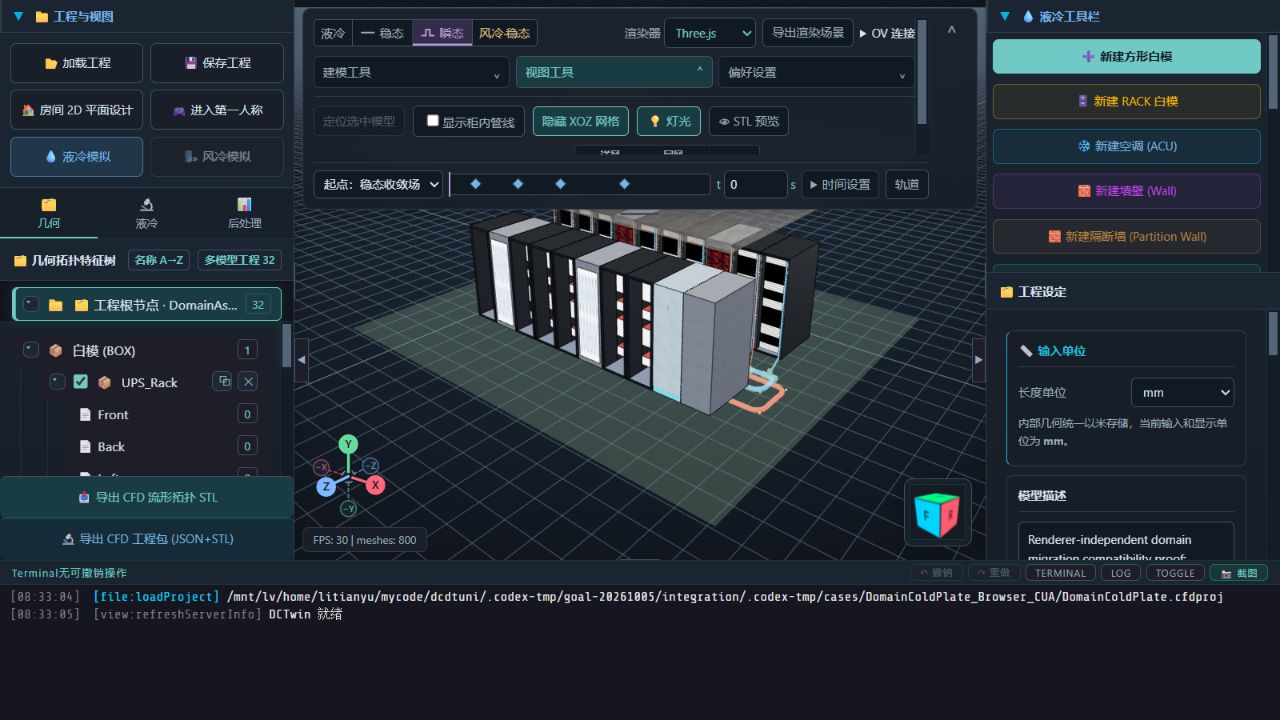 ▼ 工程与视图
加载工程
保存工程
房间 2D 平面设计
进入第一人称
液冷模拟
风冷模拟
几何
液冷
后处理
几何拓扑特征树
名称 A→Z
多模型工程 32
工程根节点 · DomainAs...
32
白模 (BOX)
1
UPS_Rack
Front
0
Back
0
导出 CFD 流形拓扑 STL
导出 CFD 工程包 (JSON+STL)
液冷
稳态
瞬态
风冷·稳态
渲染器
Three.js
导出渲染场景
▶ OV 连接
建模工具
视图工具
偏好设置
定位选中模型
显示柜内管线
隐藏 XOZ 网格
灯光
STL 预览
起点：稳态收敛场
t
0
s
▶ 时间设置
轨道
Y
-X
-Z
Z
X
-Y
F
R
FPS: 30 | meshes: 800
▼ 液冷工具栏
新建方形白模
新建 RACK 白模
新建空调 (ACU)
新建墙壁 (Wall)
新建隔断墙 (Partition Wall)
工程设定
输入单位
长度单位
mm
内部几何统一以米存储，当前输入和显示单
位为 mm。
模型描述
Renderer-independent domain
migration compatibility proof:
Terminal无可撤销操作
↶ 撤销
↷ 重做
TERMINAL
LOG
TOGGLE
截图
[08:33:04] [file:loadProject] /mnt/lv/home/litianyu/mycode/dcdtuni/.codex-tmp/goal-20261005/integration/.codex-tmp/cases/DomainColdPlate_Browser_CUA/DomainColdPlate.cfdproj
[08:33:05] [view:refreshServerInfo] DCTwin 就绪